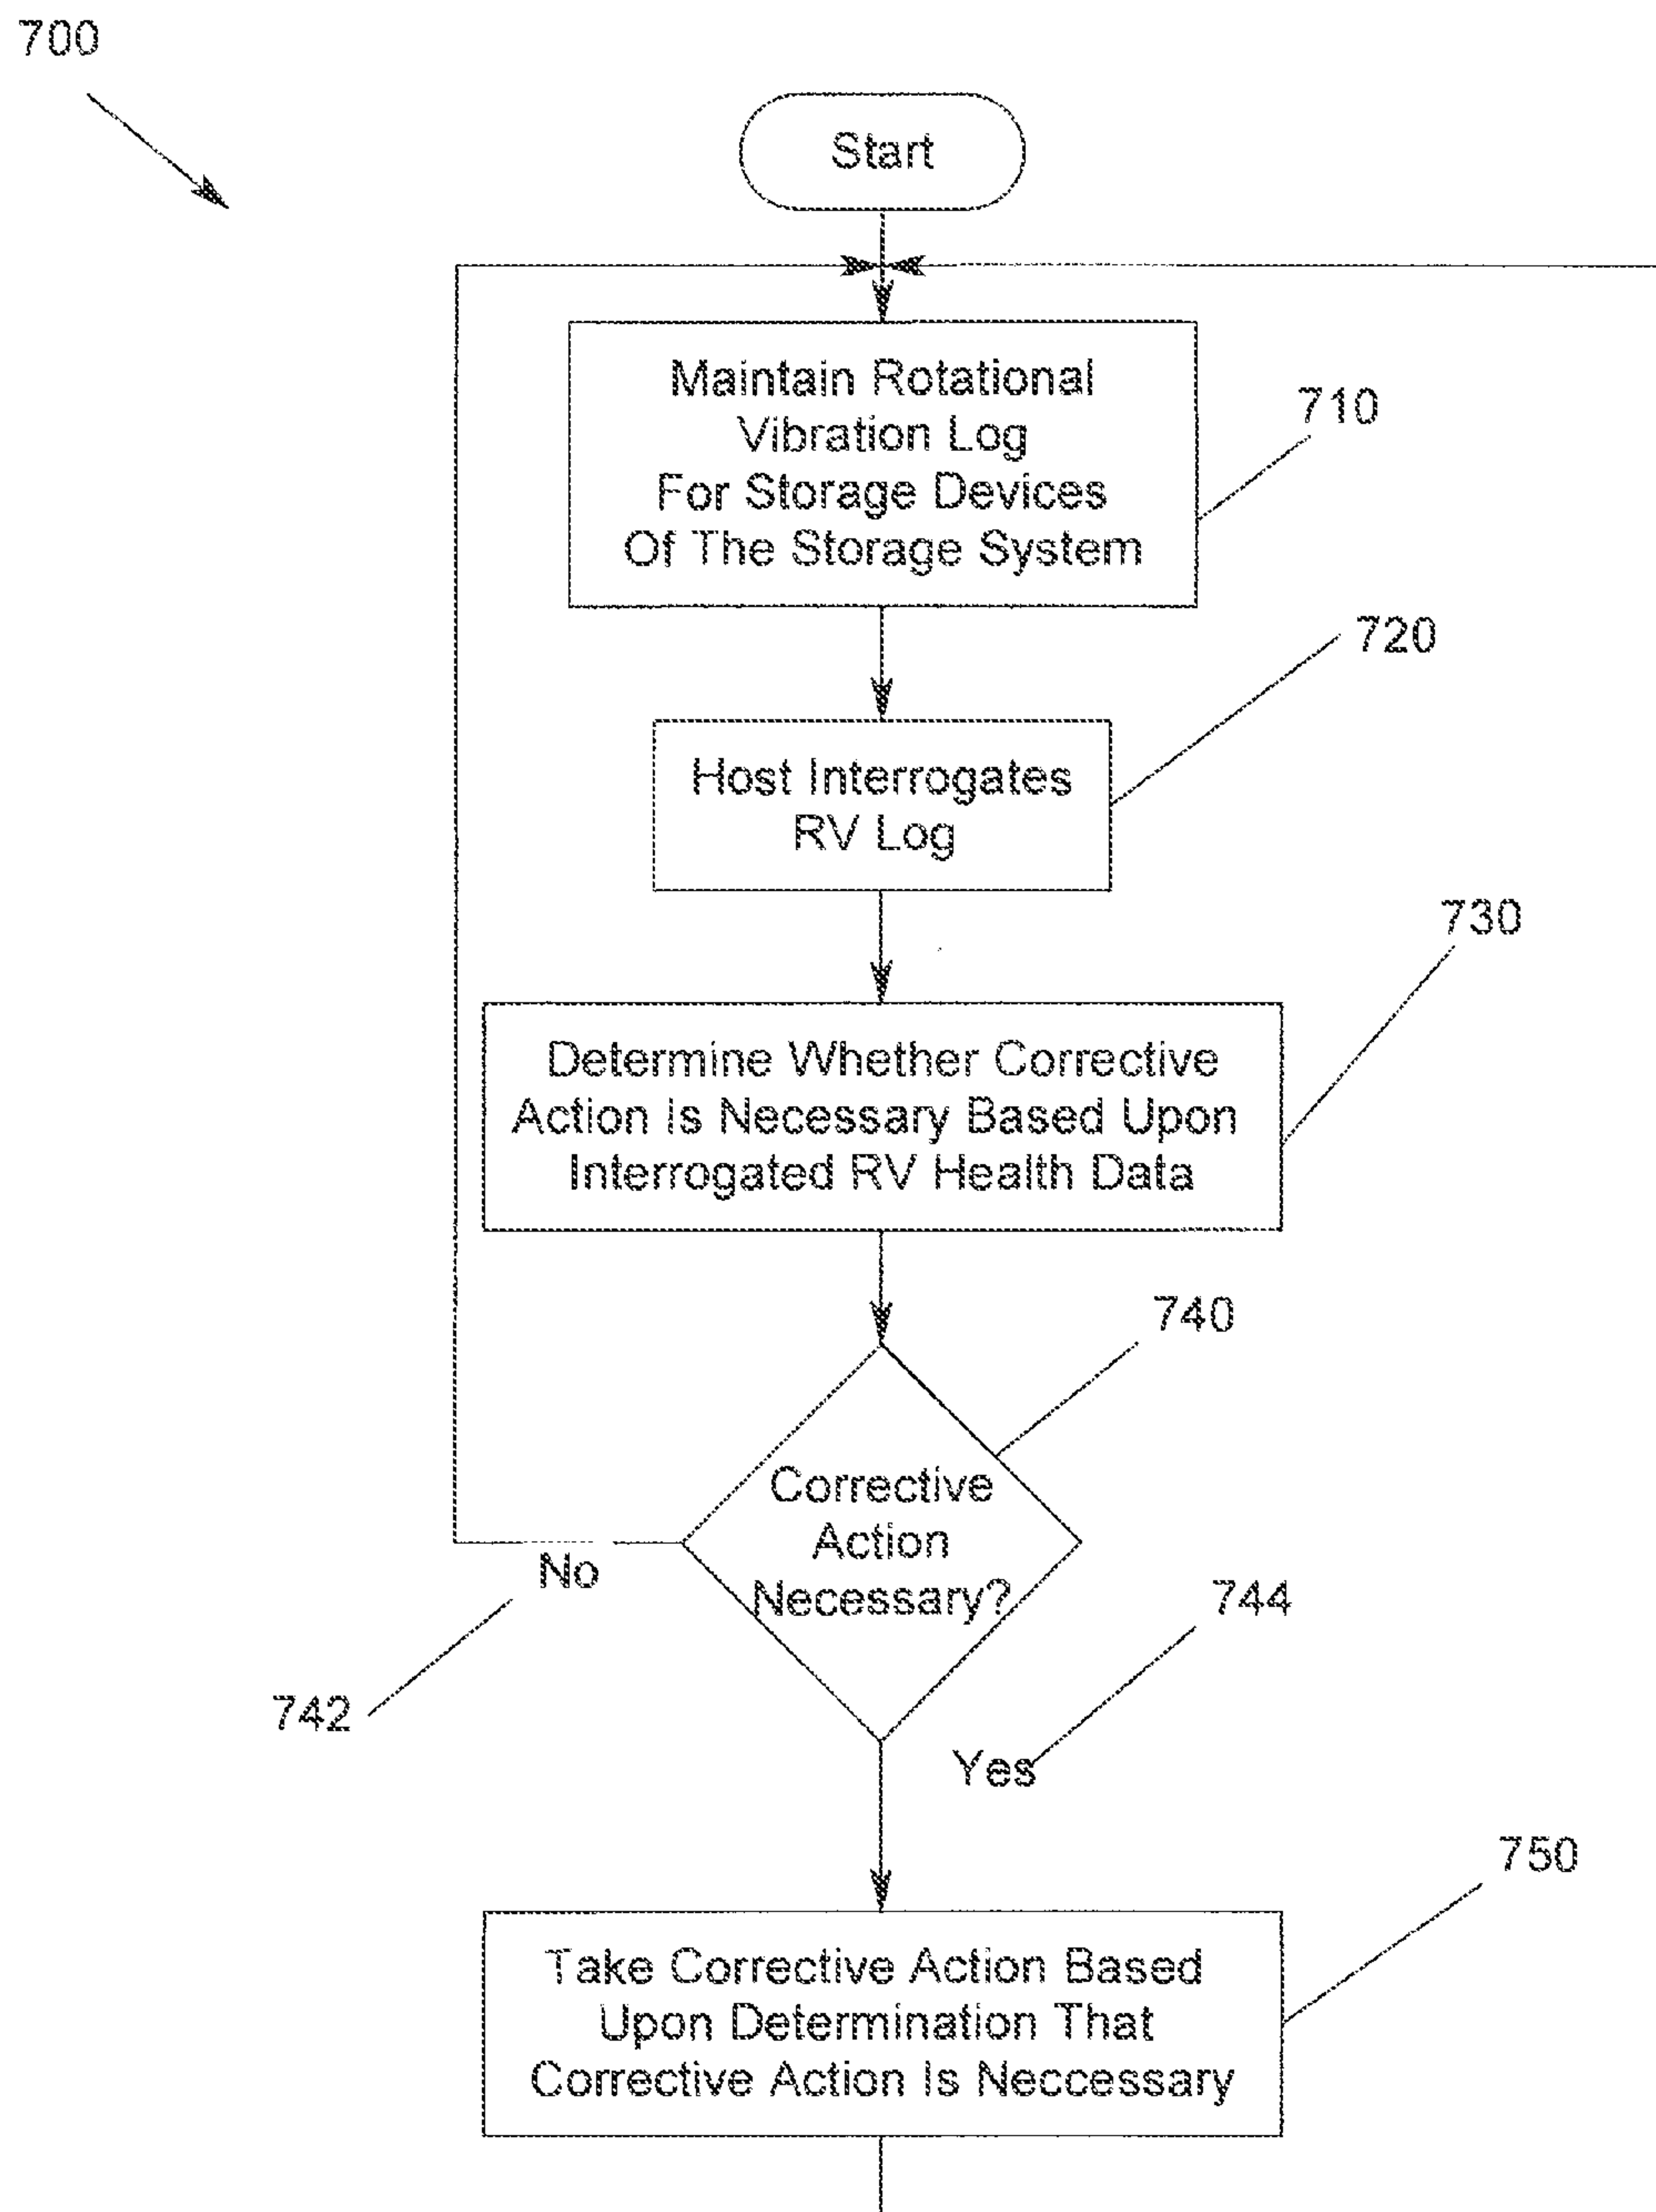 700
Start
Maintain Rotational
Vibration Log
For Storage Devices
Of The Storage System
710
Host Interrogates
RV Log
720
Determine Whether Corrective
Action Is Necessary Based Upon
Interrogated RV Health Data
730
Corrective
Action
Necessary?
740
No
742
Yes
744
Take Corrective Action Based
Upon Determination That
Corrective Action Is Neccessary
750